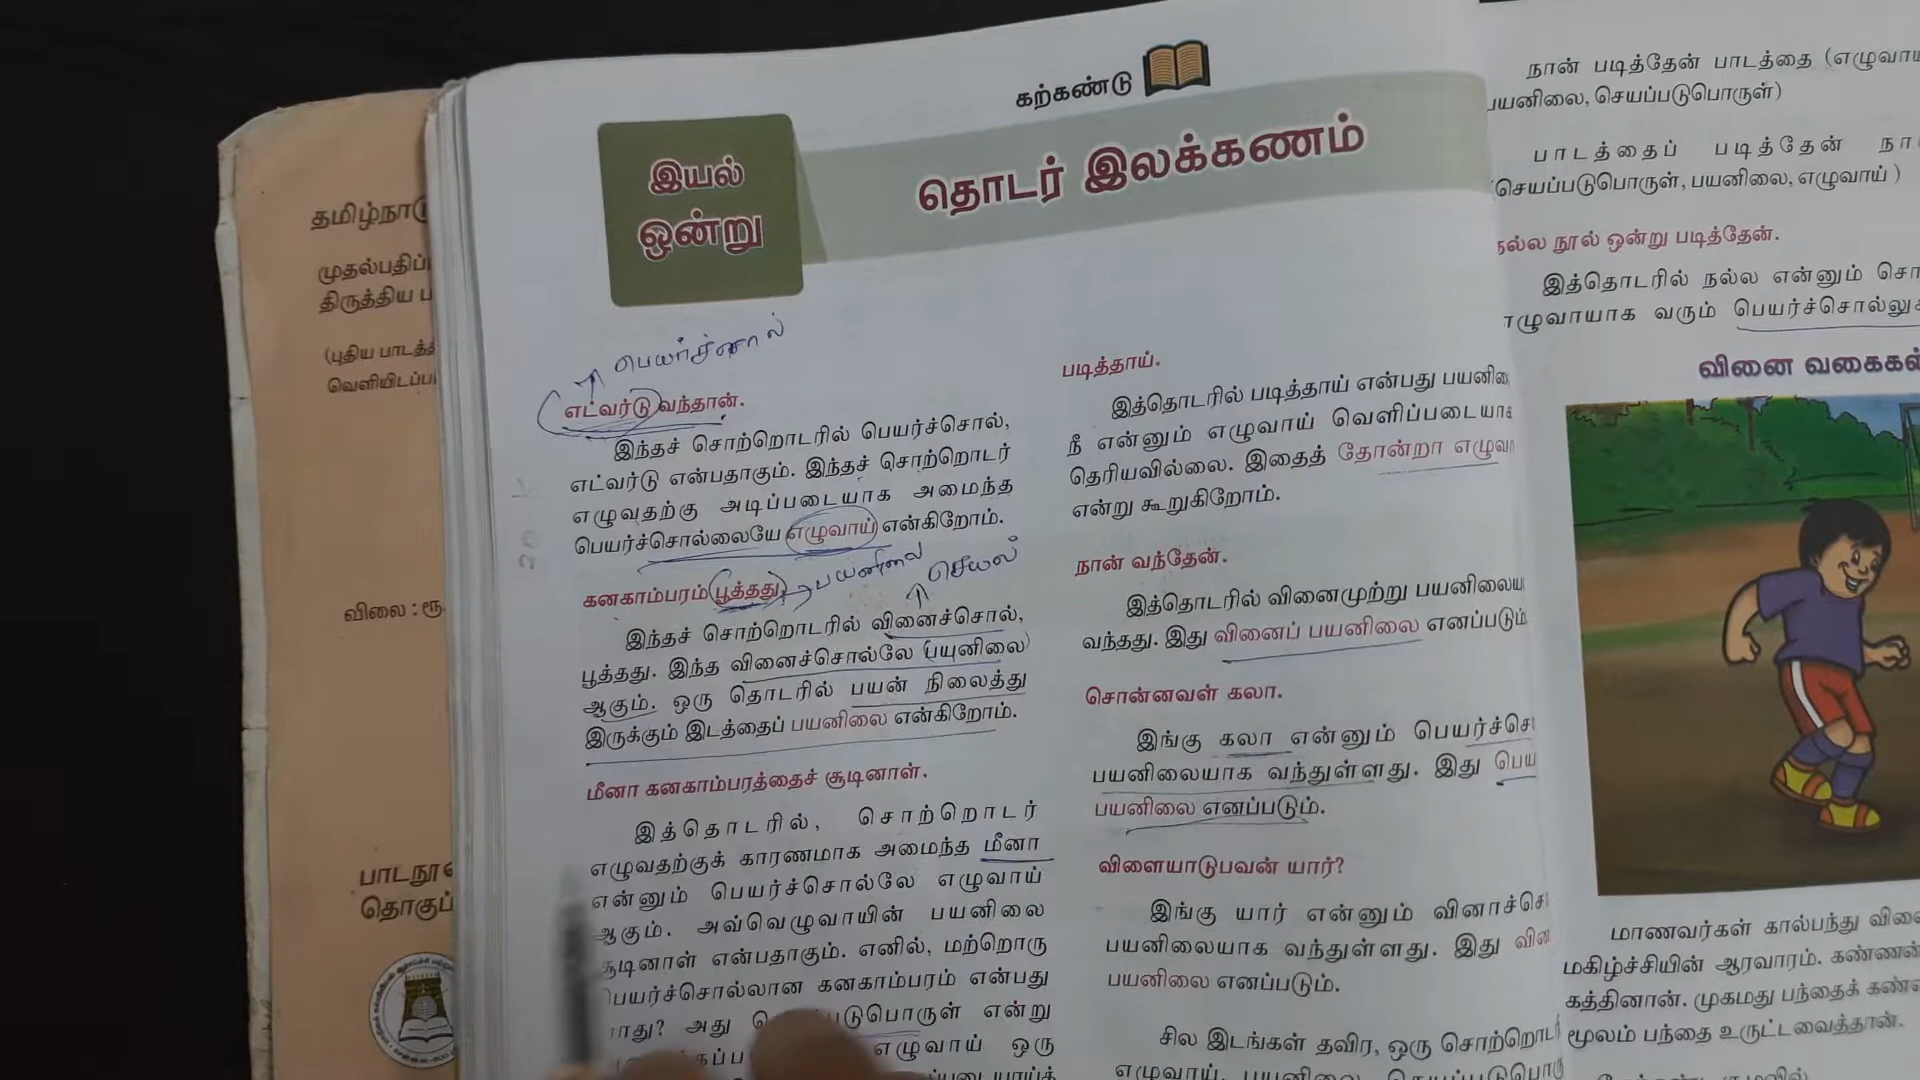 தமிழ்நாடு
முதல்பதிப்
திருத்திய ப
(புதிய பாடத்
வெளியிடப்ப
விலை : ரூ.
பாடநூ
தொகுப்
கற்கண்டு
இயல்
ஒன்று
தொடர் இலக்கணம்
பெயர்ச்சொல்
எட்வர்டு வந்தான்.
இந்தச் சொற்றொடரில் பெயர்ச்சொல்,
எட்வர்டு என்பதாகும். இந்தச் சொற்றொடர்
எழுவதற்கு அடிப்படையாக அமைந்த
பெயர்ச்சொல்லையே எழுவாய் என்கிறோம்.
பயனிலை செயல்
கனகாம்பரம் பூத்தது
இந்தச் சொற்றொடரில் வினைச்சொல்,
பூத்தது. இந்த வினைச்சொல்லே பயனிலை
ஆகும். ஒரு தொடரில் பயன் நிலைத்து
இருக்கும் இடத்தைப் பயனிலை என்கிறோம்.
மீனா கனகாம்பரத்தைச் சூடினாள்.
இத்தொடரில், சொற்றொடர்
எழுவதற்குக் காரணமாக அமைந்த மீனா
என்னும் பெயர்ச்சொல்லே எழுவாய்
ஆகும். அவ்வெழுவாயின் பயனிலை
சூடினாள் என்பதாகும். எனில், மற்றொரு
பெயர்ச்சொல்லான கனகாம்பரம் என்பது
யாது? அது படுபொருள் என்று
எழுவாய் ஒரு
படித்தாய்.
இத்தொடரில் படித்தாய் என்பது பயனிலை
நீ என்னும் எழுவாய் வெளிப்படையாக
தெரியவில்லை. இதைத் தோன்றா எழுவா
என்று கூறுகிறோம்.
நான் வந்தேன்.
இத்தொடரில் வினைமுற்று பயனிலைய
வந்தது. இது வினைப் பயனிலை எனப்படும்
சொன்னவள் கலா.
இங்கு கலா என்னும் பெயர்ச்சொ
பயனிலையாக வந்துள்ளது. இது பெய
பயனிலை எனப்படும்.
விளையாடுபவன் யார்?
இங்கு யார் என்னும் வினாச்சொ
பயனிலையாக வந்துள்ளது. இது வி
பயனிலை எனப்படும்.
சில இடங்கள் தவிர, ஒரு சொற்றொடர்
எழுவாய், பயனிலை, செயப்படுபொரு
நான் படித்தேன் பாடத்தை (எழுவாய்
பயனிலை, செயப்படுபொருள்)
பாடத்தைப் படித்தேன் நா
(செயப்படுபொருள், பயனிலை, எழுவாய் )
நல்ல நூல் ஒன்று படித்தேன்.
இத்தொடரில் நல்ல என்னும் சொ
எழுவாயாக வரும் பெயர்ச்சொல்லுக்
வினை வகைகள்
மாணவர்கள் கால்பந்து விளை
மகிழ்ச்சியின் ஆரவாரம். கண்ணன்
கத்தினான். முகமது பந்தைக் கண்
மூலம் பந்தை உருட்டவைத்தான்.